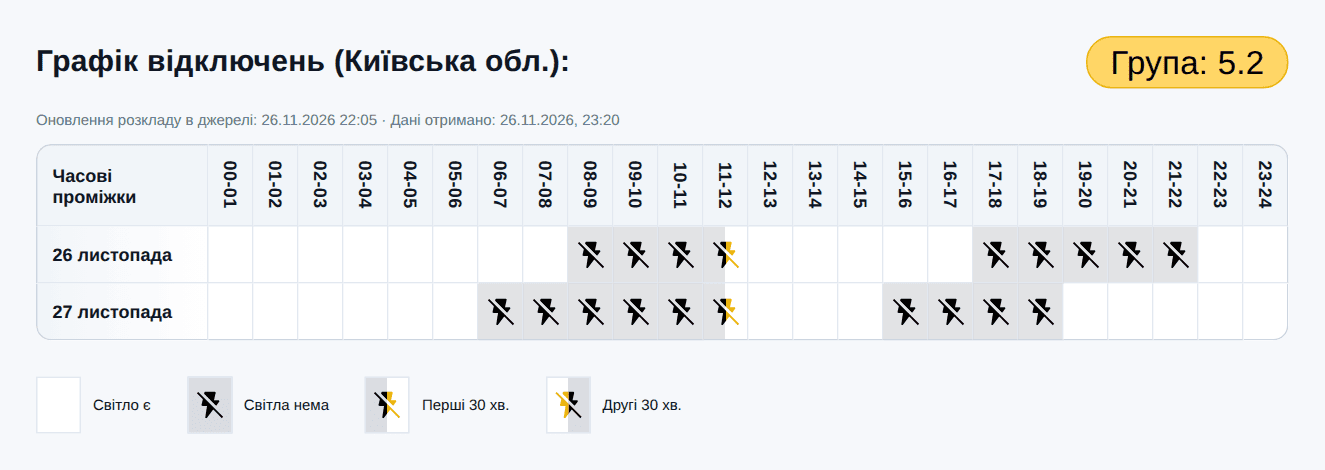 Графік відключень (Київська обл.):
Група: 5.2
Оновлення розкладу в джерелі: 26.11.2026 22:05 · Дані отримано: 26.11.2026, 23:20
Часові
проміжки
00-01
01-02
02-03
03-04
04-05
05-06
06-07
07-08
08-09
09-10
10-11
11-12
12-13
13-14
14-15
15-16
16-17
17-18
18-19
19-20
20-21
21-22
22-23
23-24
26 листопада
27 листопада
Світло є
Світла нема
Перші 30 хв.
Другі 30 хв.